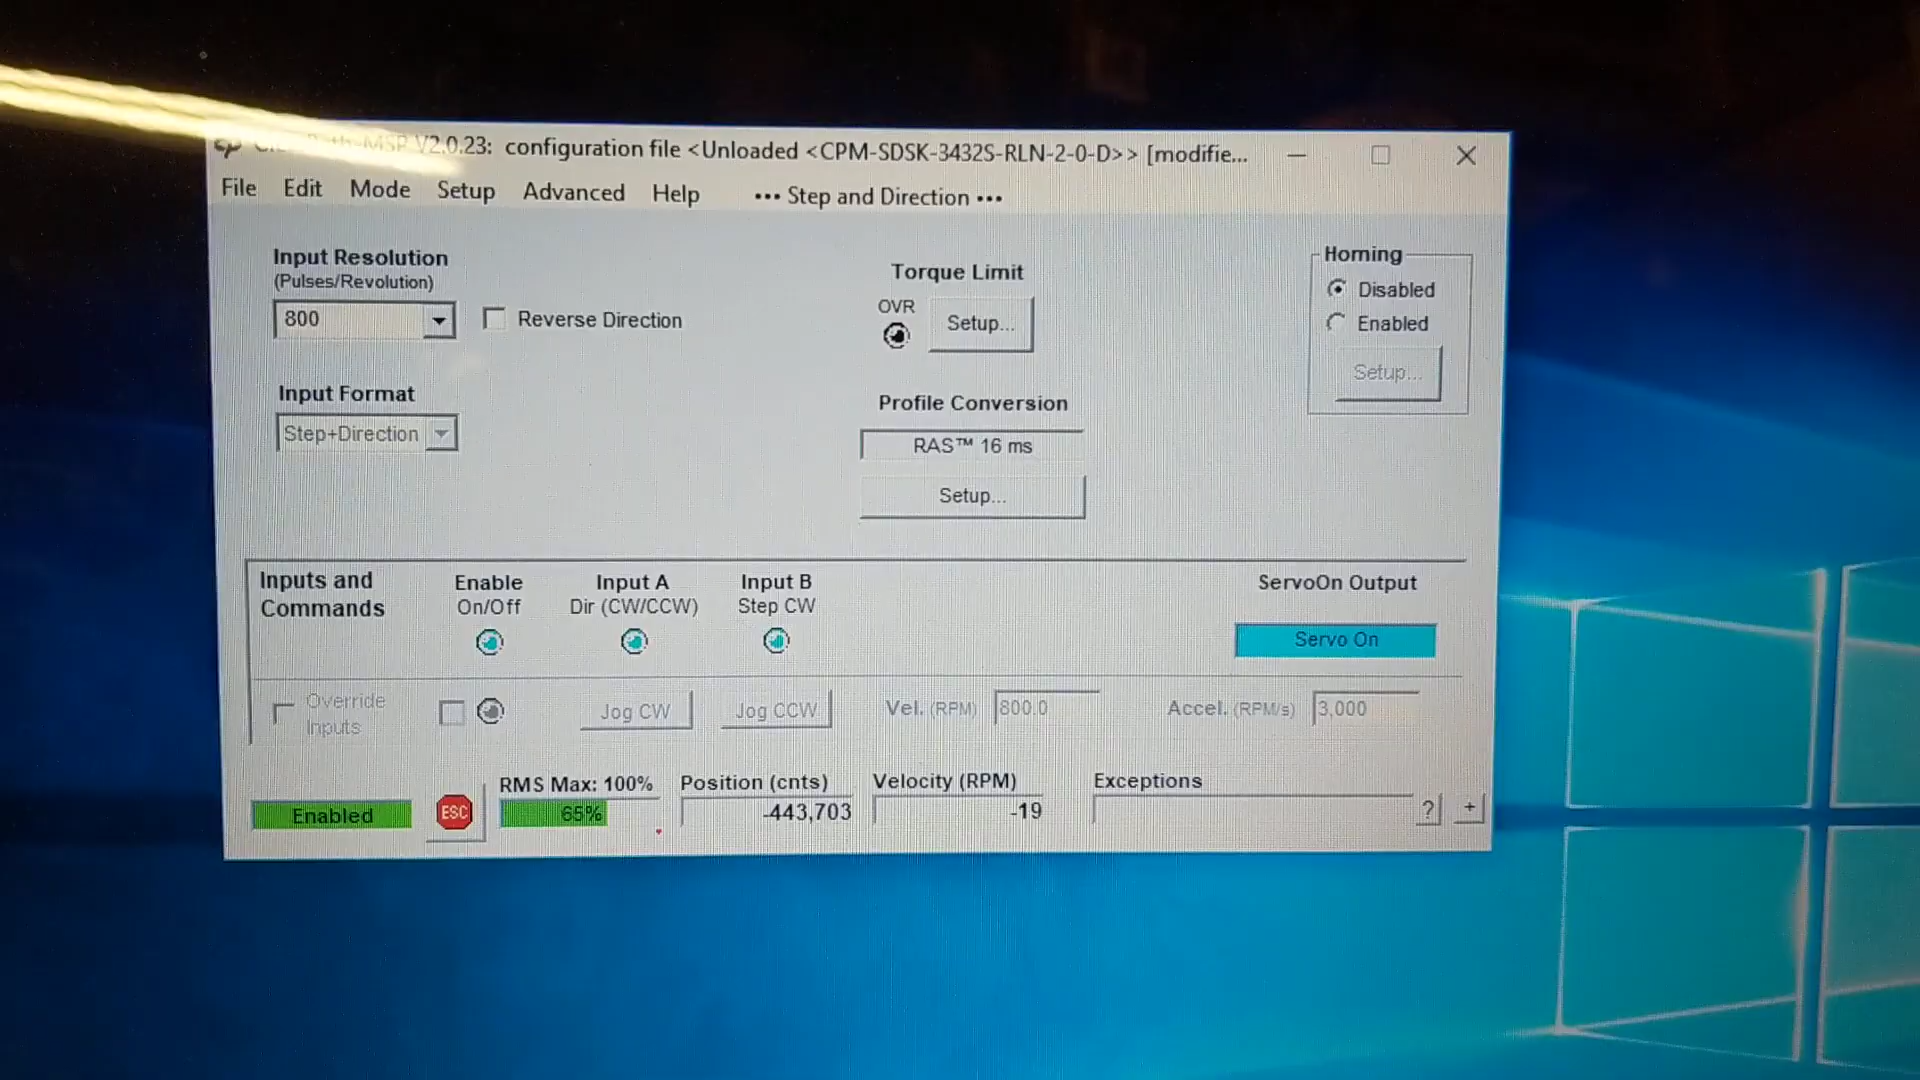 th-MSP V2.0.23: configuration file <Unloaded <CPM-SDSK-3432S-RLN-2-0-D>> [modifie...
File Edit Mode Setup Advanced Help ••• Step and Direction •••
Input Resolution
(Pulses/Revolution)
800
Reverse Direction
Input Format
Step+Direction
Torque Limit
OVR
Setup...
Profile Conversion
RAS™ 16 ms
Setup...
Homing
Disabled
Enabled
Setup...
Inputs and
Commands
Enable
On/Off
Input A
Dir (CW/CCW)
Input B
Step CW
ServoOn Output
Servo On
Override
Inputs
Jog CW
Jog CCW
Vel. (RPM) 800.0
Accel. (RPM/s) 3,000
Enabled
ESC
RMS Max: 100%
65%
Position (cnts)
-443,703
Velocity (RPM)
-19
Exceptions
?
+